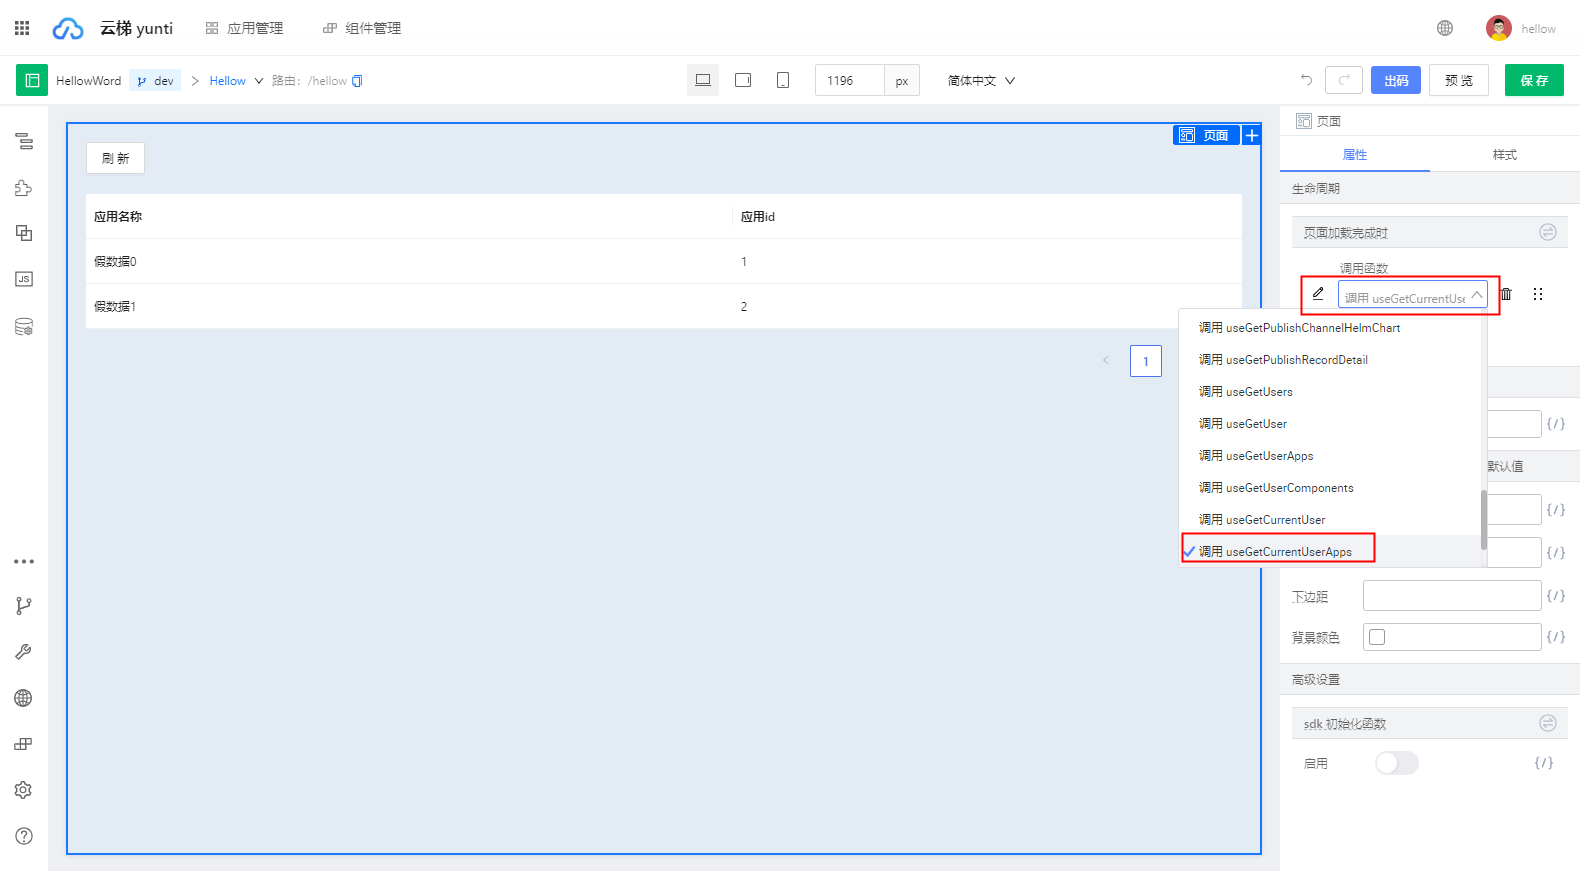 云梯 yunti
应用管理
组件管理
hellow
HellowWord
dev
Hellow
路由：/hellow
1196
px
简体中文
出码
预 览
保 存
页面
刷 新
应用名称
应用id
假数据0
1
假数据1
2
1
页面
属性
样式
生命周期
页面加载完成时
调用函数
调用 useGetCurrentUse
调用 useGetPublishChannelHelmChart
调用 useGetPublishRecordDetail
调用 useGetUsers
调用 useGetUser
调用 useGetUserApps
调用 useGetUserComponents
调用 useGetCurrentUser
调用 useGetCurrentUserApps
{/}
默认值
{/}
{/}
下边距
{/}
背景颜色
{/}
高级设置
sdk 初始化函数
启用
{/}
JS